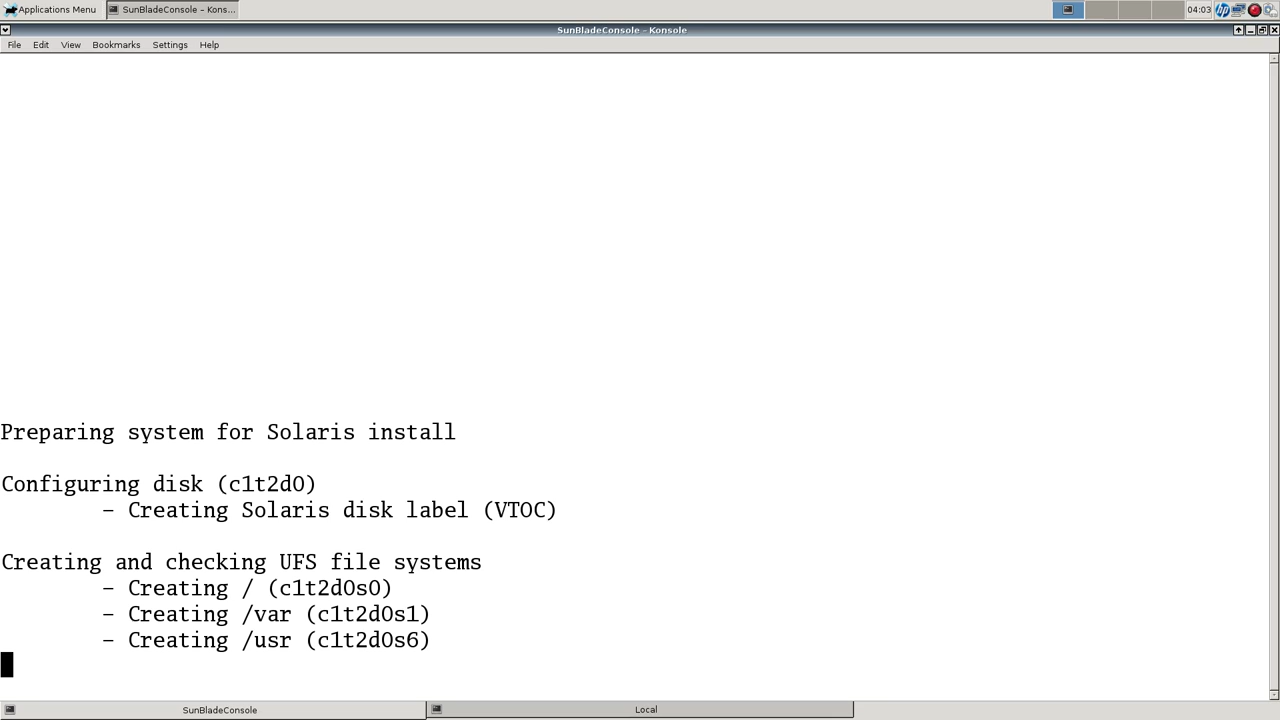 Applications Menu
SunBladeConsole – Kons...
04:03
SunBladeConsole – Konsole
File Edit View Bookmarks Settings Help
Preparing system for Solaris install
Configuring disk (c1t2d0)
– Creating Solaris disk label (VTOC)
Creating and checking UFS file systems
– Creating / (c1t2d0s0)
– Creating /var (c1t2d0s1)
– Creating /usr (c1t2d0s6)
SunBladeConsole
Local